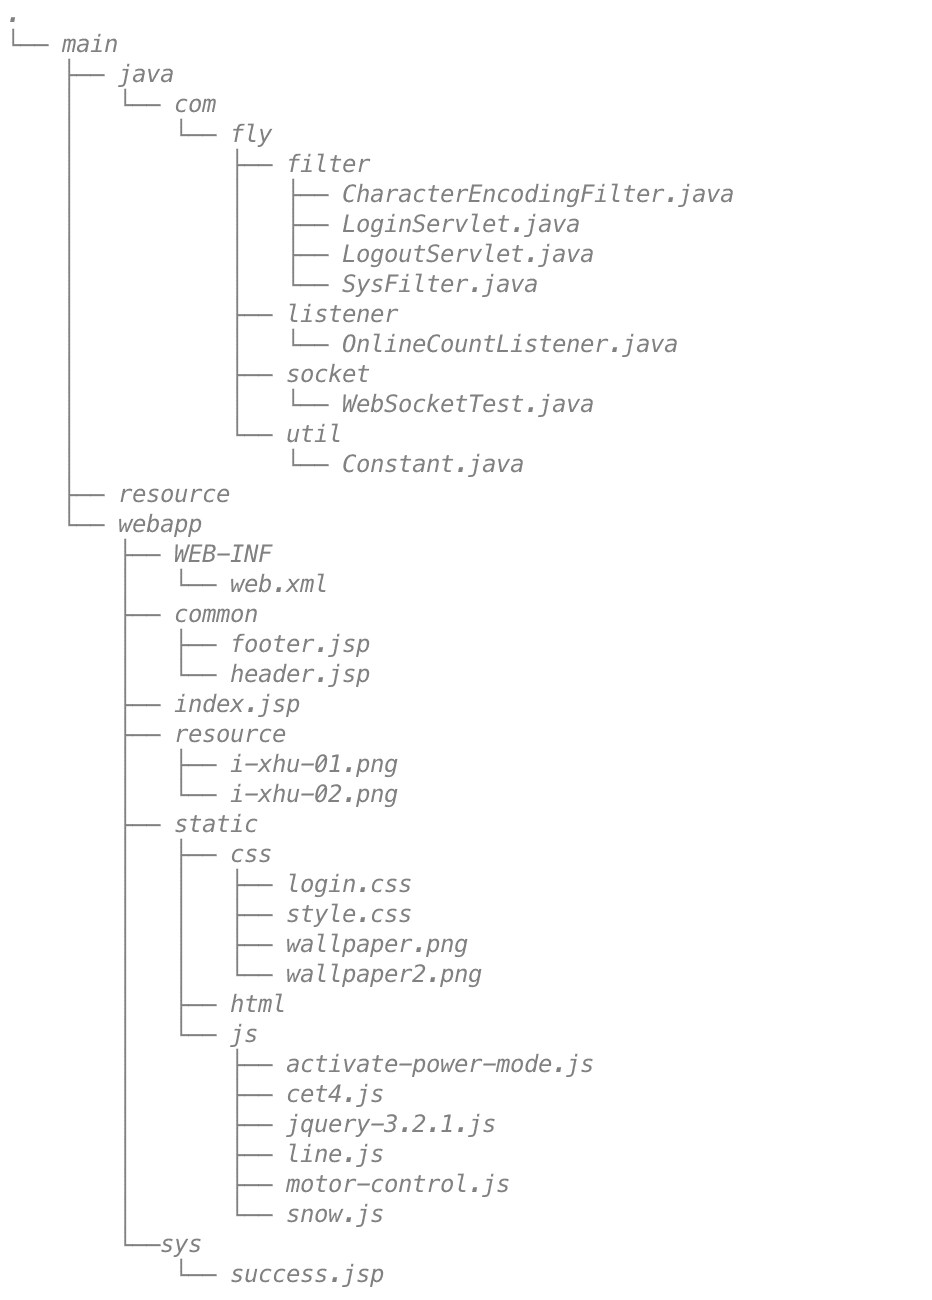 .
└── main
    ├── java
    │   └── com
    │       └── fly
    │           ├── filter
    │           │   ├── CharacterEncodingFilter.java
    │           │   ├── LoginServlet.java
    │           │   ├── LogoutServlet.java
    │           │   └── SysFilter.java
    │           ├── listener
    │           │   └── OnlineCountListener.java
    │           ├── socket
    │           │   └── WebSocketTest.java
    │           └── util
    │               └── Constant.java
    ├── resource
    └── webapp
        ├── WEB-INF
        │   └── web.xml
        ├── common
        │   ├── footer.jsp
        │   └── header.jsp
        ├── index.jsp
        ├── resource
        │   ├── i-xhu-01.png
        │   └── i-xhu-02.png
        ├── static
        │   ├── css
        │   │   ├── login.css
        │   │   ├── style.css
        │   │   ├── wallpaper.png
        │   │   └── wallpaper2.png
        │   ├── html
        │   └── js
        │       ├── activate-power-mode.js
        │       ├── cet4.js
        │       ├── jquery-3.2.1.js
        │       ├── line.js
        │       ├── motor-control.js
        │       └── snow.js
        └──sys
            └── success.jsp